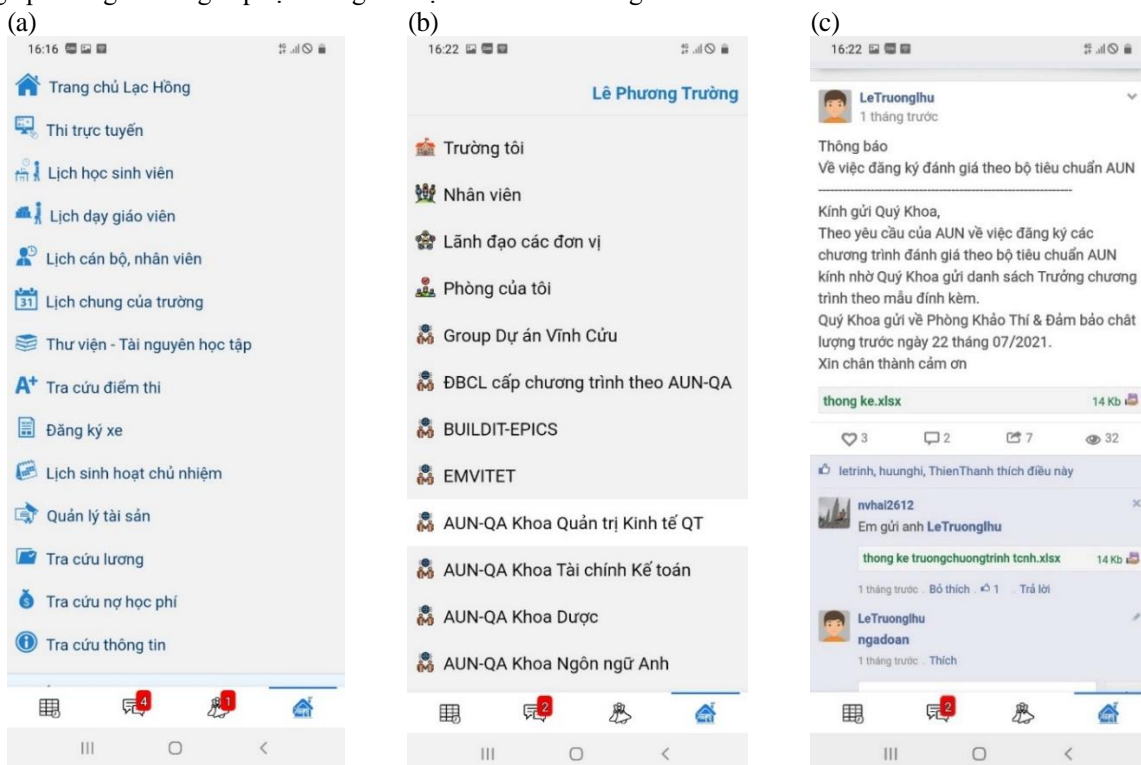 (a)
16:16
Trang chủ Lạc Hồng
Thi trực tuyến
Lịch học sinh viên
Lịch dạy giáo viên
Lịch cán bộ, nhân viên
31 Lịch chung của trường
Thư viện - Tài nguyên học tập
A+ Tra cứu điểm thi
Đăng ký xe
Lịch sinh hoạt chủ nhiệm
Quản lý tài sản
Tra cứu lương
Tra cứu nợ học phí
Tra cứu thông tin
4
1
(b)
16:22
Lê Phương Trường
Trường tôi
Nhân viên
Lãnh đạo các đơn vị
Phòng của tôi
Group Dự án Vĩnh Cửu
ĐBCL cấp chương trình theo AUN-QA
BUILDIT-EPICS
EMVITET
AUN-QA Khoa Quản trị Kinh tế QT
AUN-QA Khoa Tài chính Kế toán
AUN-QA Khoa Dược
AUN-QA Khoa Ngôn ngữ Anh
2
(c)
16:22
LeTruonglhu
1 tháng trước
Thông báo
Về việc đăng ký đánh giá theo bộ tiêu chuẩn AUN
Kính gửi Quý Khoa,
Theo yêu cầu của AUN về việc đăng ký các
chương trình đánh giá theo bộ tiêu chuẩn AUN
kính nhờ Quý Khoa gửi danh sách Trưởng chương
trình theo mẫu đính kèm.
Quý Khoa gửi về Phòng Khảo Thí & Đảm bảo chât
lượng trước ngày 22 tháng 07/2021.
Xin chân thành cảm ơn
thong ke.xlsx 14 Kb
3 2 7 32
letrinh, huunghi, ThienThanh thích điều này
nvhai2612
Em gửi anh LeTruonglhu
thong ke truongchuongtrinh tcnh.xlsx 14 Kb
1 tháng trước . Bỏ thích . 1 . Trả lời
LeTruonglhu
ngadoan
1 tháng trước . Thích
2